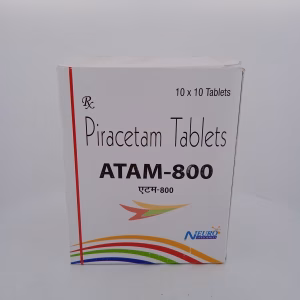 Rx
10 x 10 Tablets
Piracetam Tablets
ATAM-800
एटम-800
NEURO